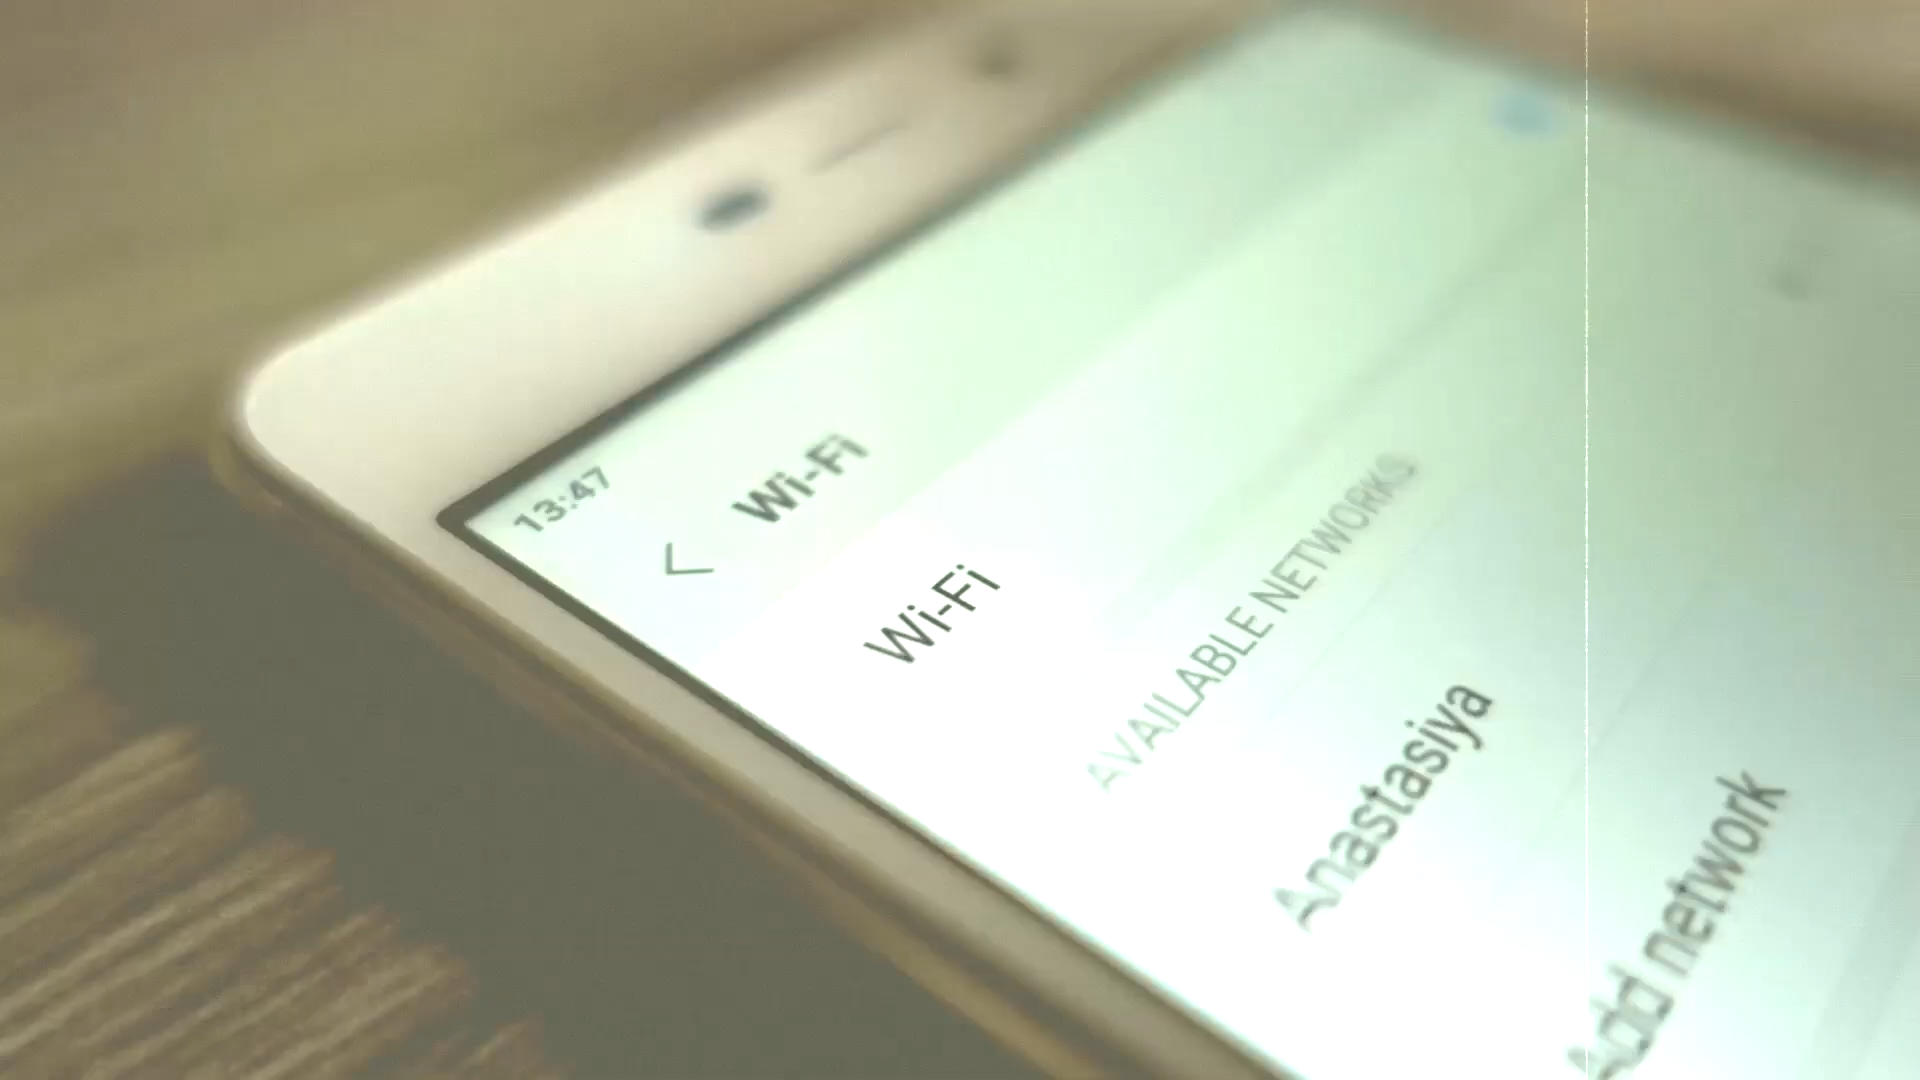 13:47
Wi-Fi
Wi-Fi
AVAILABLE NETWORKS
Anastasiya
Add network